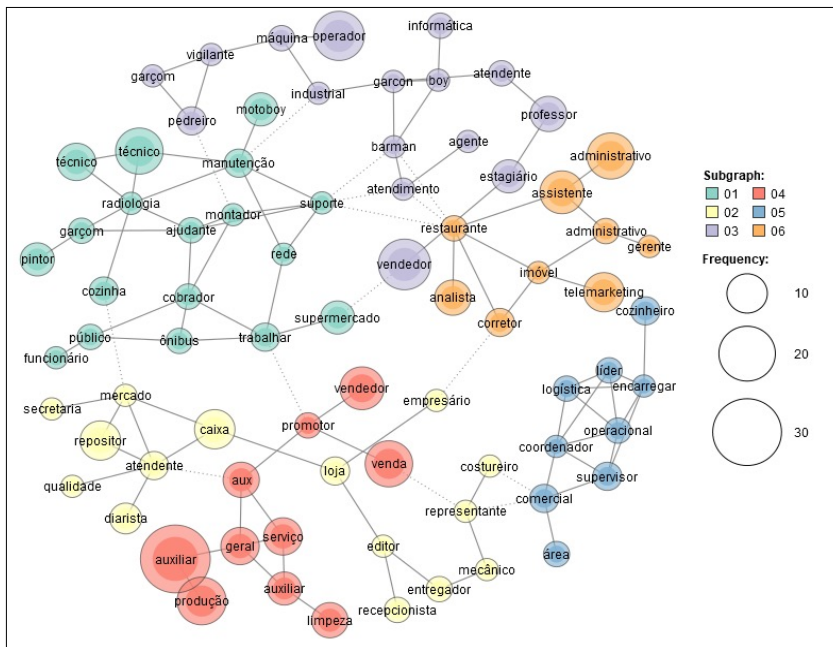 informática
máquina
operador
vigilante
garçom
garcon
boy
atendente
industrial
motoboy
pedreiro
professor
barman
agente
técnico
técnico
manutenção
administrativo
estagiário
atendimento
assistente
Subgraph:
01
04
02
05
03
06
radiologia
montador
suporte
garçom
ajudante
restaurante
administrativo
gerente
pintor
rede
vendedor
imóvel
Frequency:
10
20
30
cozinha
cobrador
analista
telemarketing
cozinheiro
supermercado
corretor
público
ônibus
trabalhar
funcionário
líder
logística
encarregar
mercado
vendedor
empresário
secretaria
promotor
caixa
operacional
repositor
coordenador
atendente
loja
venda
costureiro
aux
supervisor
qualidade
comercial
diarista
representante
serviço
geral
editor
área
auxiliar
mecânico
auxiliar
entregador
produção
recepcionista
limpeza